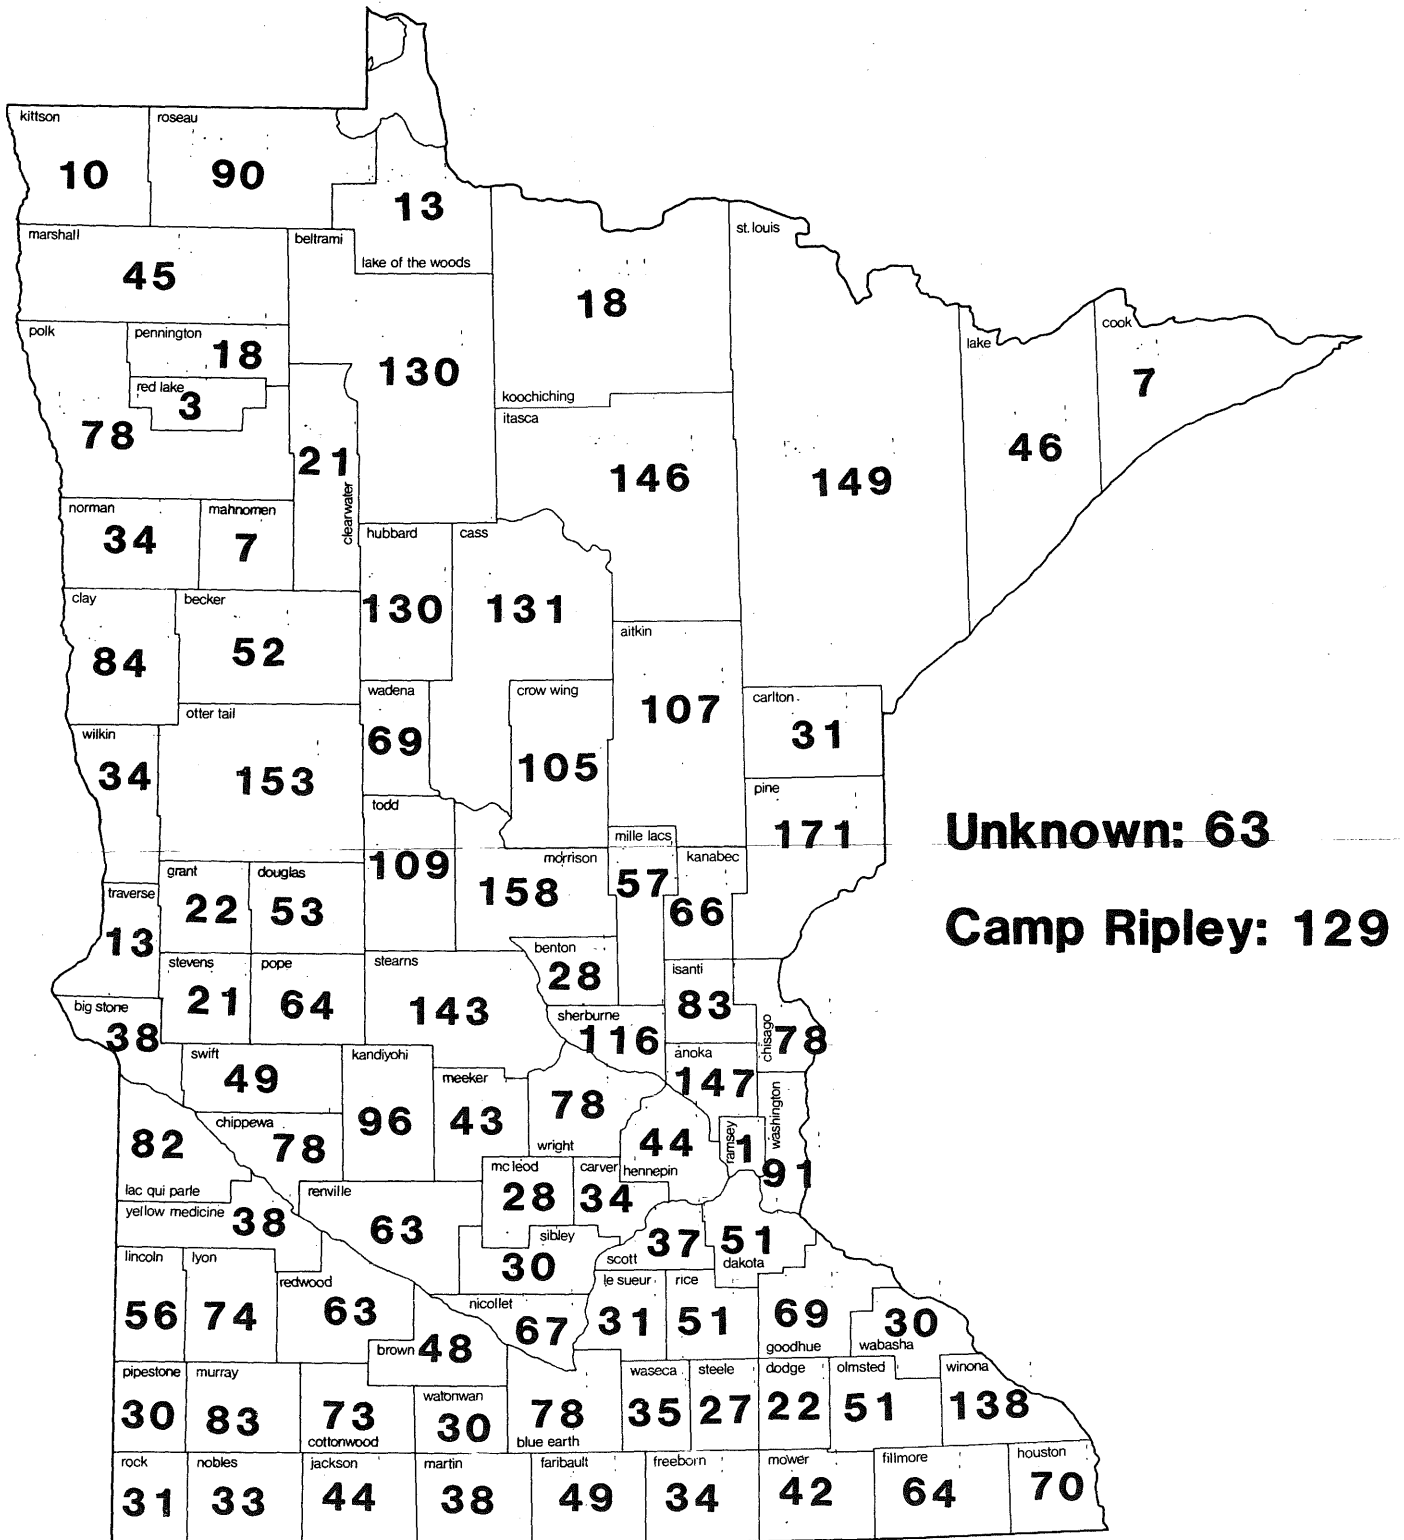 kittson
10
roseau
90
13
lake of the woods
marshall
45
beltrami
130
18
koochiching
st. louis
149
polk
78
pennington
18
red lake
3
21
clearwater
itasca
146
lake
46
cook
7
norman
34
mahnomen
7
hubbard
130
cass
131
clay
84
becker
52
aitkin
107
wadena
69
crow wing
105
carlton
31
wilkin
34
otter tail
153
todd
109
pine
171
Unknown: 63
mille lacs
57
kanabec
66
morrison
158
grant
22
douglas
53
traverse
13
Camp Ripley: 129
benton
28
stevens
21
pope
64
stearns
143
isanti
83
big stone
38
sherburne
116
chisago
78
swift
49
kandiyohi
96
anoka
147
meeker
43
78
wright
washington
91
82
lac qui parle
chippewa
78
44
hennepin
ramsey
1
mc leod
28
carver
34
yellow medicine
38
renville
63
sibley
30
scott
37
51
dakota
lincoln
56
lyon
74
redwood
63
nicollet
67
le sueur
31
rice
51
69
goodhue
30
wabasha
brown
48
pipestone
30
murray
83
73
cottonwood
watonwan
30
78
blue earth
waseca
35
steele
27
dodge
22
olmsted
51
winona
138
rock
31
nobles
33
jackson
44
martin
38
faribault
49
freeborn
34
mower
42
fillmore
64
houston
70